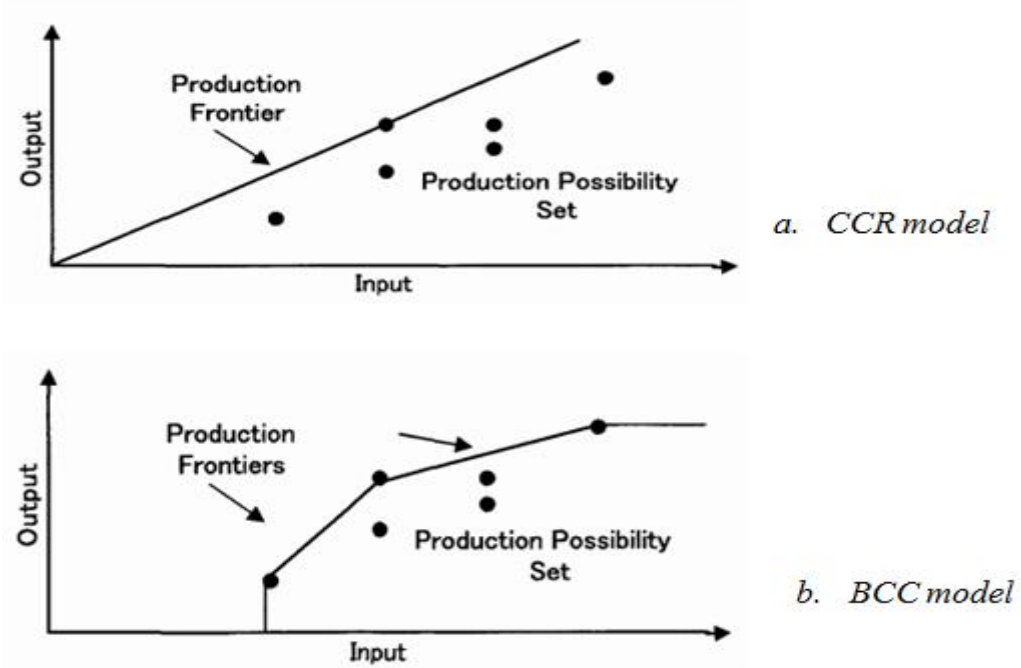 Production
Frontier
Output
Production Possibility
Set
Input
a. CCR model
Production
Frontiers
Output
Production Possibility
Set
Input
b. BCC model